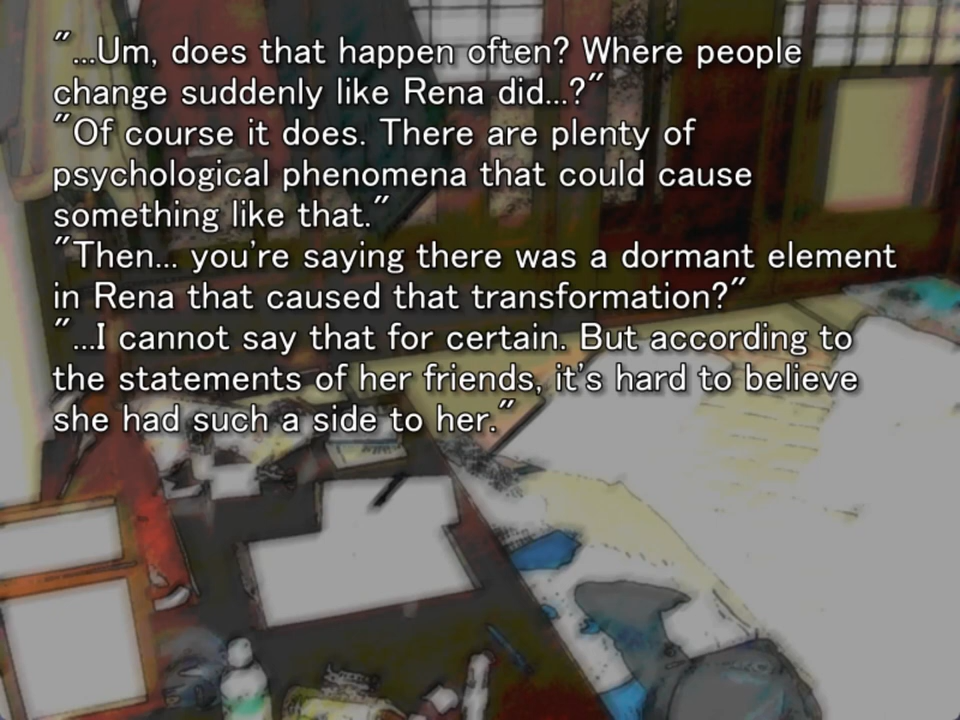 "...Um, does that happen often? Where people
change suddenly like Rena did...?"
"Of course it does. There are plenty of
psychological phenomena that could cause
something like that."
"Then... you're saying there was a dormant element
in Rena that caused that transformation?"
"...I cannot say that for certain. But according to
the statements of her friends, it's hard to believe
she had such a side to her."